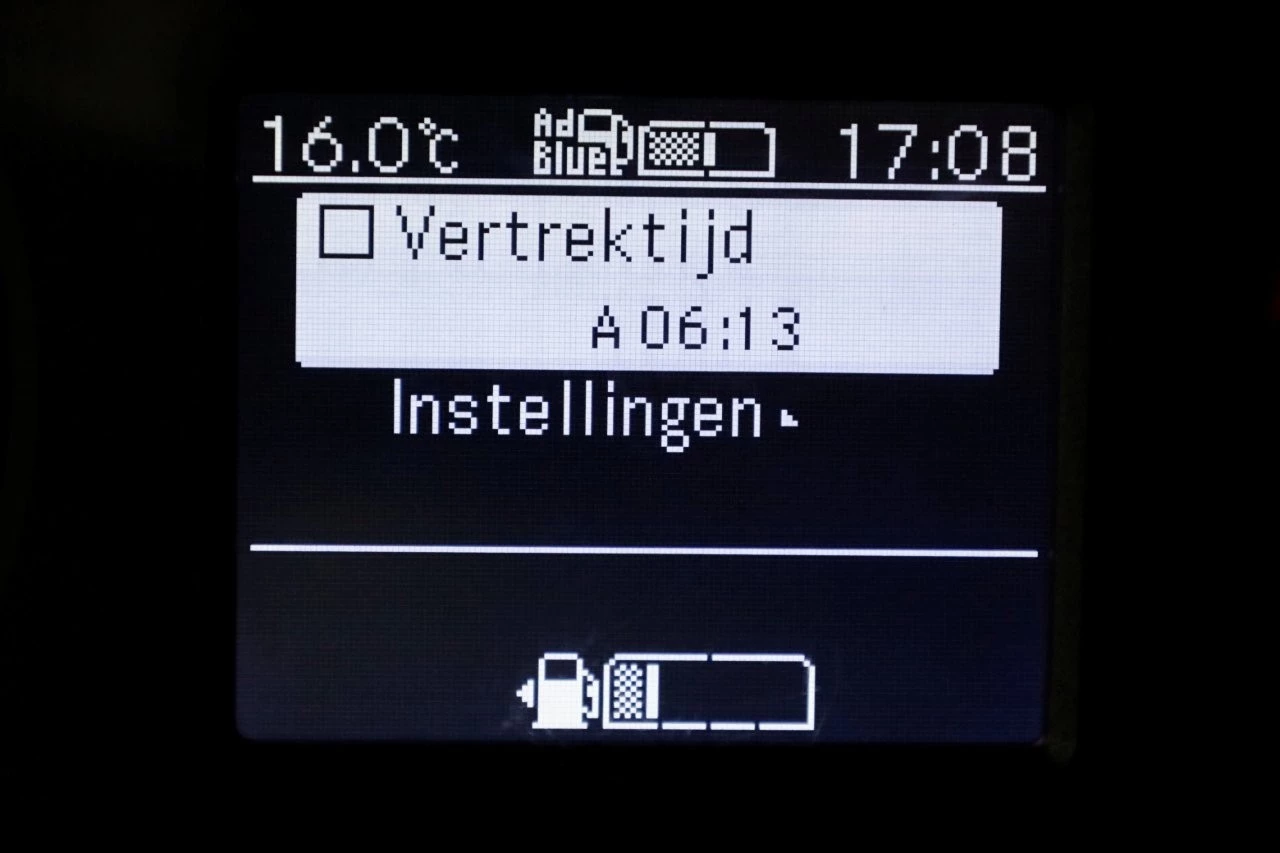 16.0°C AdBlue 17:08
Vertrektijd
A 06:13
Instellingen